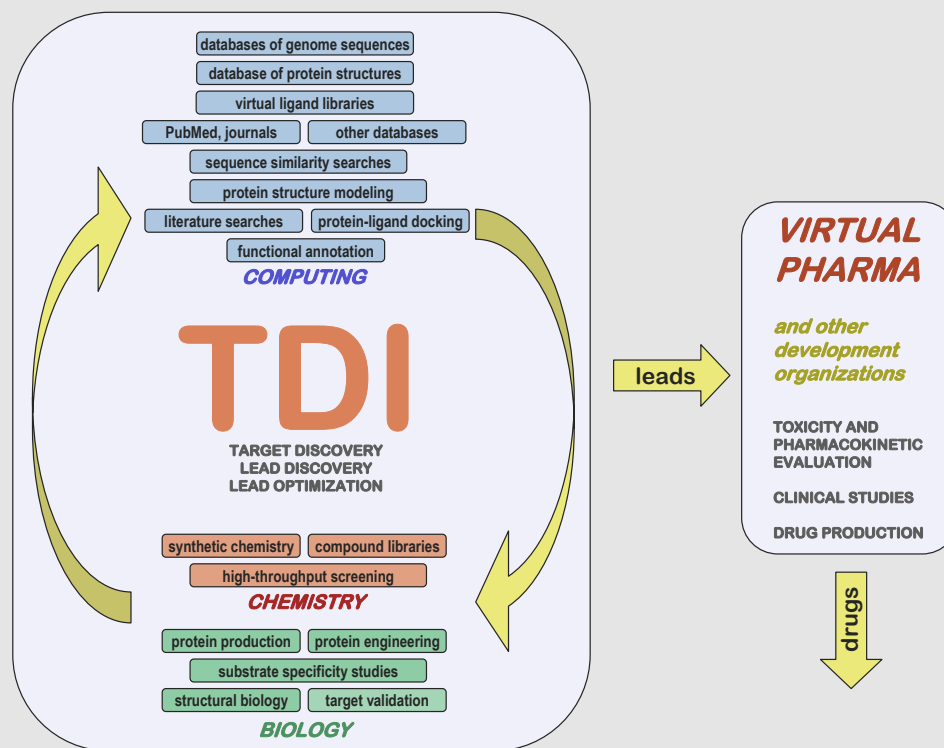 databases of genome sequences
database of protein structures
virtual ligand libraries
PubMed, journals
other databases
sequence similarity searches
protein structure modeling
literature searches
protein-ligand docking
functional annotation
COMPUTING
TDI
TARGET DISCOVERY
LEAD DISCOVERY
LEAD OPTIMIZATION
synthetic chemistry
compound libraries
high-throughput screening
CHEMISTRY
protein production
protein engineering
substrate specificity studies
structural biology
target validation
BIOLOGY
leads
VIRTUAL
PHARMA
and other
development
organizations
TOXICITY AND
PHARMACOKINETIC
EVALUATION
CLINICAL STUDIES
DRUG PRODUCTION
drugs